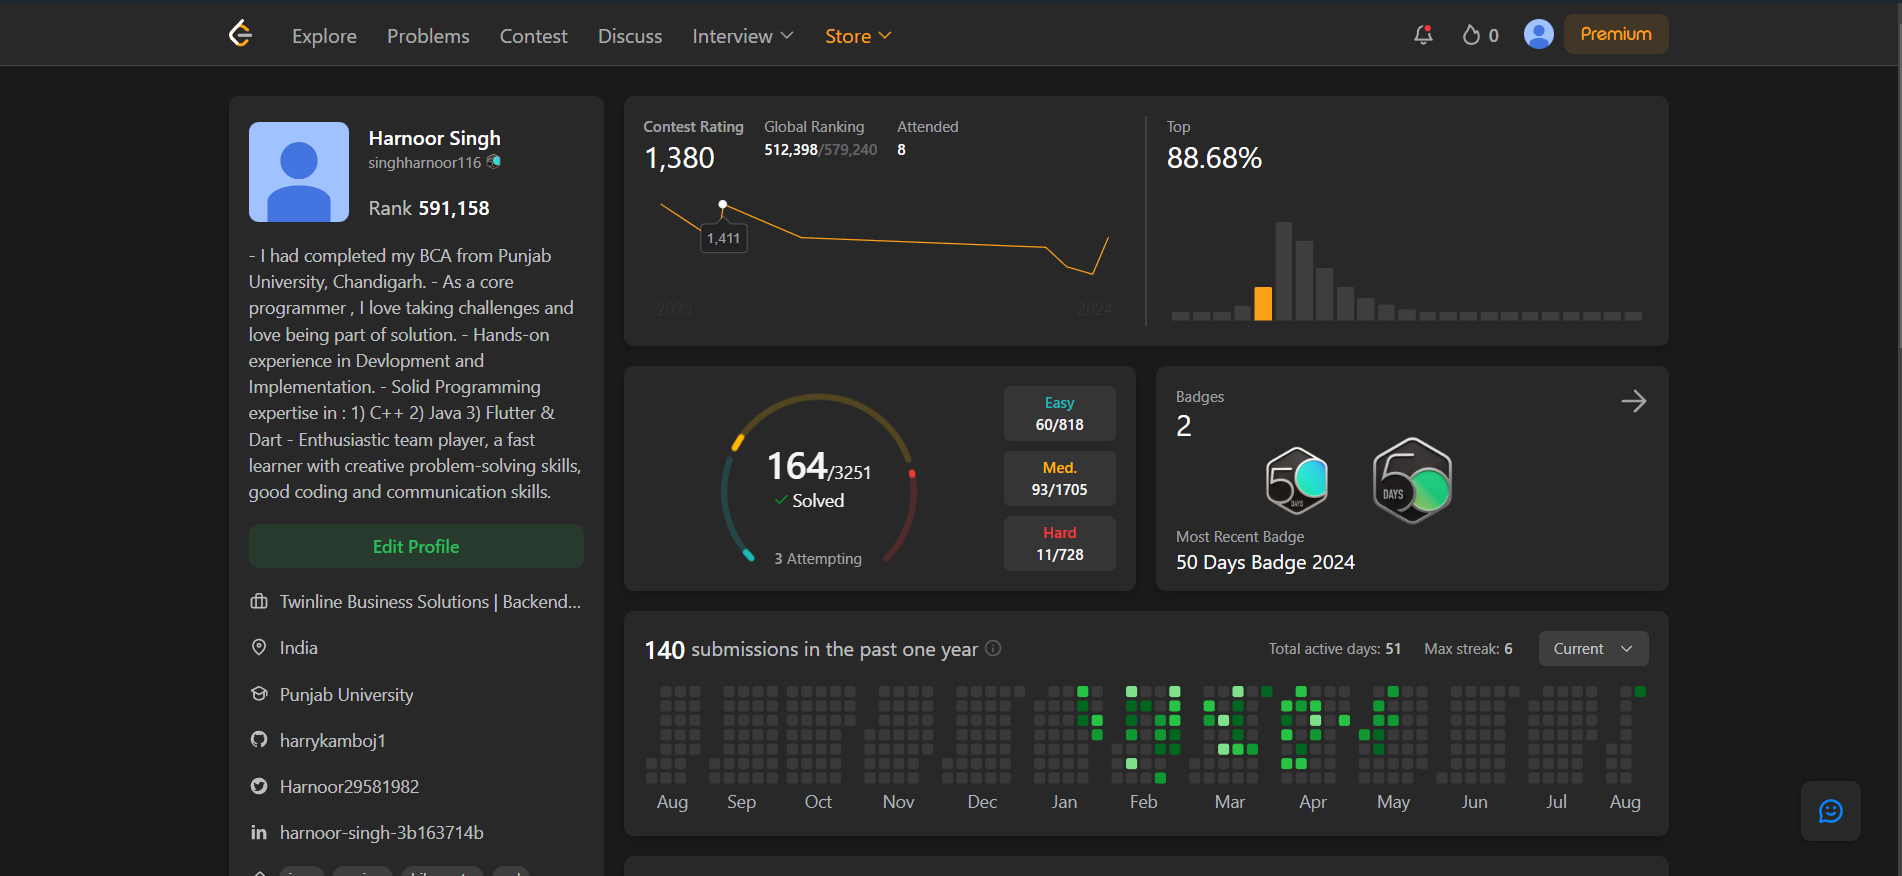 Explore Problems Contest Discuss Interview Store 0 Premium
Harnoor Singh
singhharnoor116
Rank 591,158
- I had completed my BCA from Punjab
University, Chandigarh. - As a core
programmer , I love taking challenges and
love being part of solution. - Hands-on
experience in Devlopment and
Implementation. - Solid Programming
expertise in : 1) C++ 2) Java 3) Flutter &
Dart - Enthusiastic team player, a fast
learner with creative problem-solving skills,
good coding and communication skills.
Edit Profile
Twinline Business Solutions | Backend...
India
Punjab University
harrykamboj1
Harnoor29581982
harnoor-singh-3b163714b
Contest Rating Global Ranking Attended
1,380 512,398/579,240 8
1,411
2023 2024
Top
88.68%
164/3251
Solved
3 Attempting
Easy
60/818
Med.
93/1705
Hard
11/728
Badges
2
50 DAYS
50 DAYS
Most Recent Badge
50 Days Badge 2024
140 submissions in the past one year Total active days: 51 Max streak: 6 Current
Aug Sep Oct Nov Dec Jan Feb Mar Apr May Jun Jul Aug